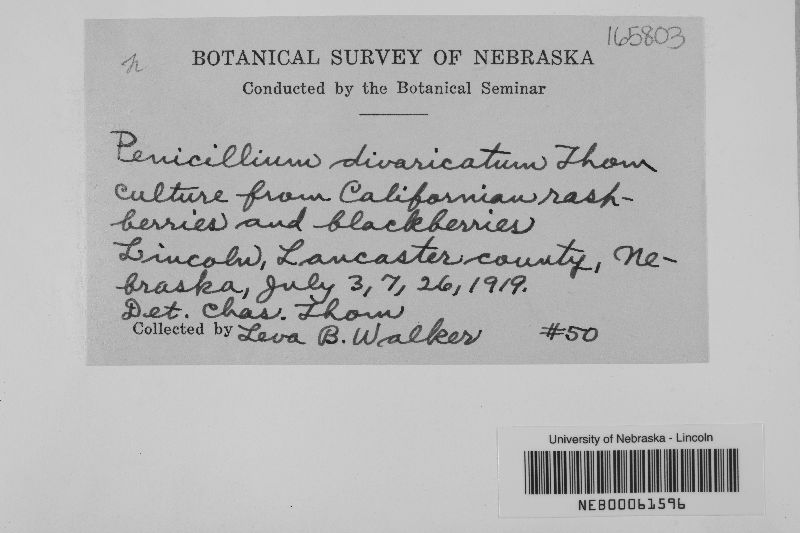 165803
h
BOTANICAL SURVEY OF NEBRASKA
Conducted by the Botanical Seminar
Penicillium divaricatum Thom
culture from Californian rasp-
berries and blackberries
Lincoln, Lancaster county, Ne-
braska, July 3, 7, 26, 1919.
Det. Chas. Thom
Collected by Leva B. Walker #50
University of Nebraska - Lincoln
NEB00061596